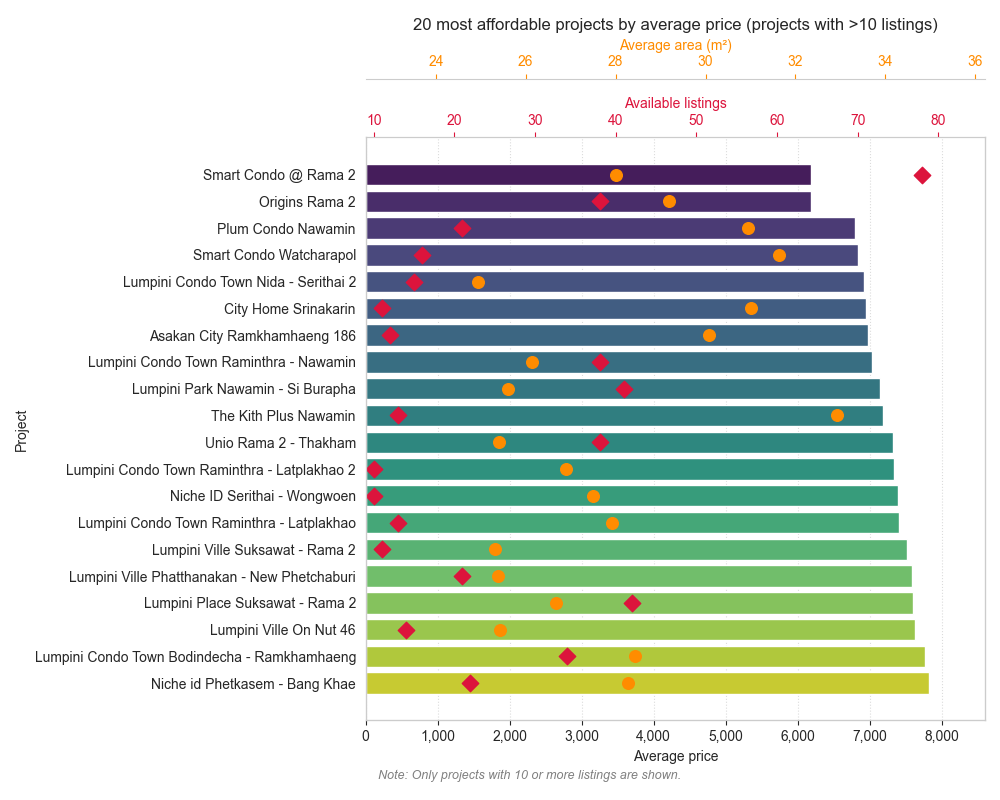 20 most affordable projects by average price (projects with >10 listings)
Average area (m²)
24 26 28 30 32 34 36
Available listings
10 20 30 40 50 60 70 80
Project
Smart Condo @ Rama 2
Origins Rama 2
Plum Condo Nawamin
Smart Condo Watcharapol
Lumpini Condo Town Nida - Serithai 2
City Home Srinakarin
Asakan City Ramkhamhaeng 186
Lumpini Condo Town Raminthra - Nawamin
Lumpini Park Nawamin - Si Burapha
The Kith Plus Nawamin
Unio Rama 2 - Thakham
Lumpini Condo Town Raminthra - Latplakhao 2
Niche ID Serithai - Wongwoen
Lumpini Condo Town Raminthra - Latplakhao
Lumpini Ville Suksawat - Rama 2
Lumpini Ville Phatthanakan - New Phetchaburi
Lumpini Place Suksawat - Rama 2
Lumpini Ville On Nut 46
Lumpini Condo Town Bodindecha - Ramkhamhaeng
Niche id Phetkasem - Bang Khae
0 1,000 2,000 3,000 4,000 5,000 6,000 7,000 8,000
Average price
Note: Only projects with 10 or more listings are shown.